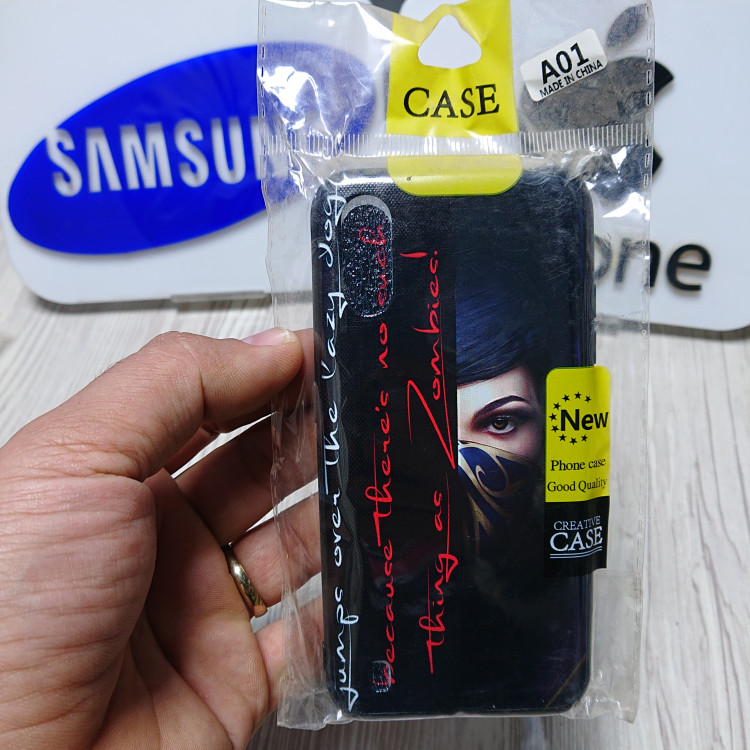 SAMSUN
CASE
A01
MADE IN CHINA
one
jumps over the lazy dog
because there's no such
thing as Zombies!
New
Phone case
Good Quality
CREATIVE
CASE